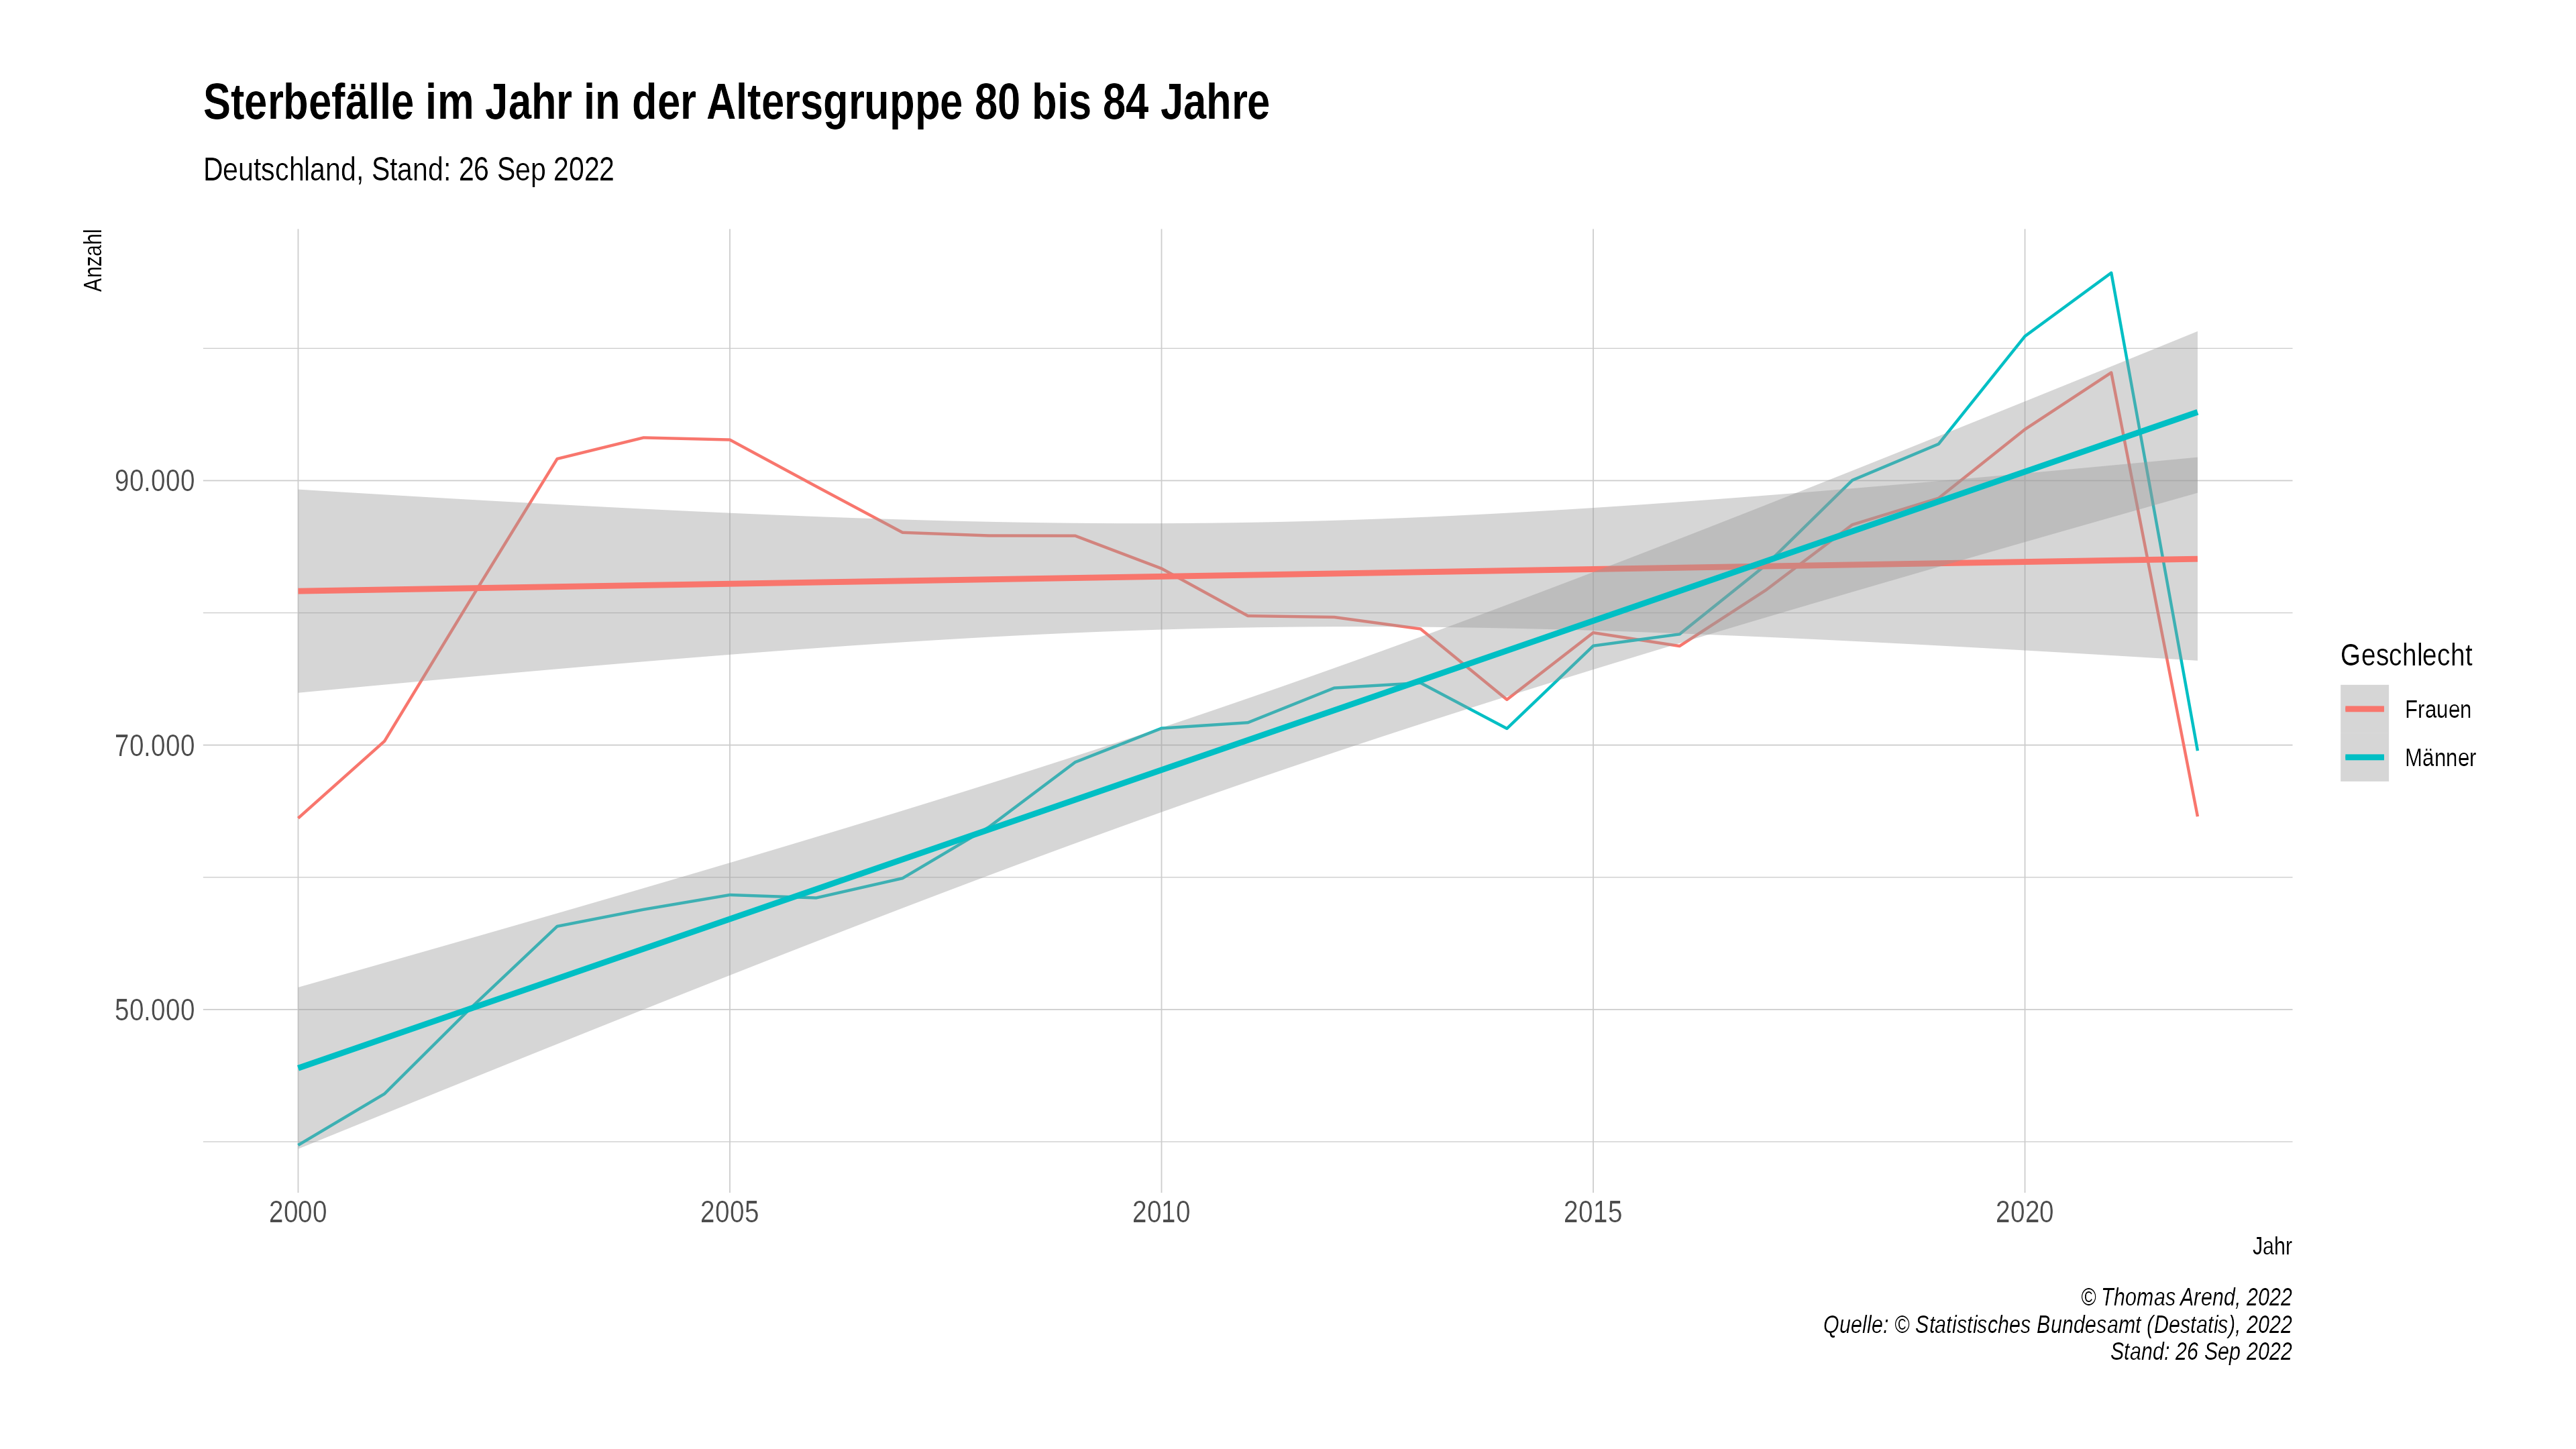 Sterbefälle im Jahr in der Altersgruppe 80 bis 84 Jahre
Deutschland, Stand: 26 Sep 2022
Anzahl
90.000
70.000
50.000
2000
2005
2010
2015
2020
Jahr
Geschlecht
Frauen
Männer
© Thomas Arend, 2022
Quelle: © Statistisches Bundesamt (Destatis), 2022
Stand: 26 Sep 2022